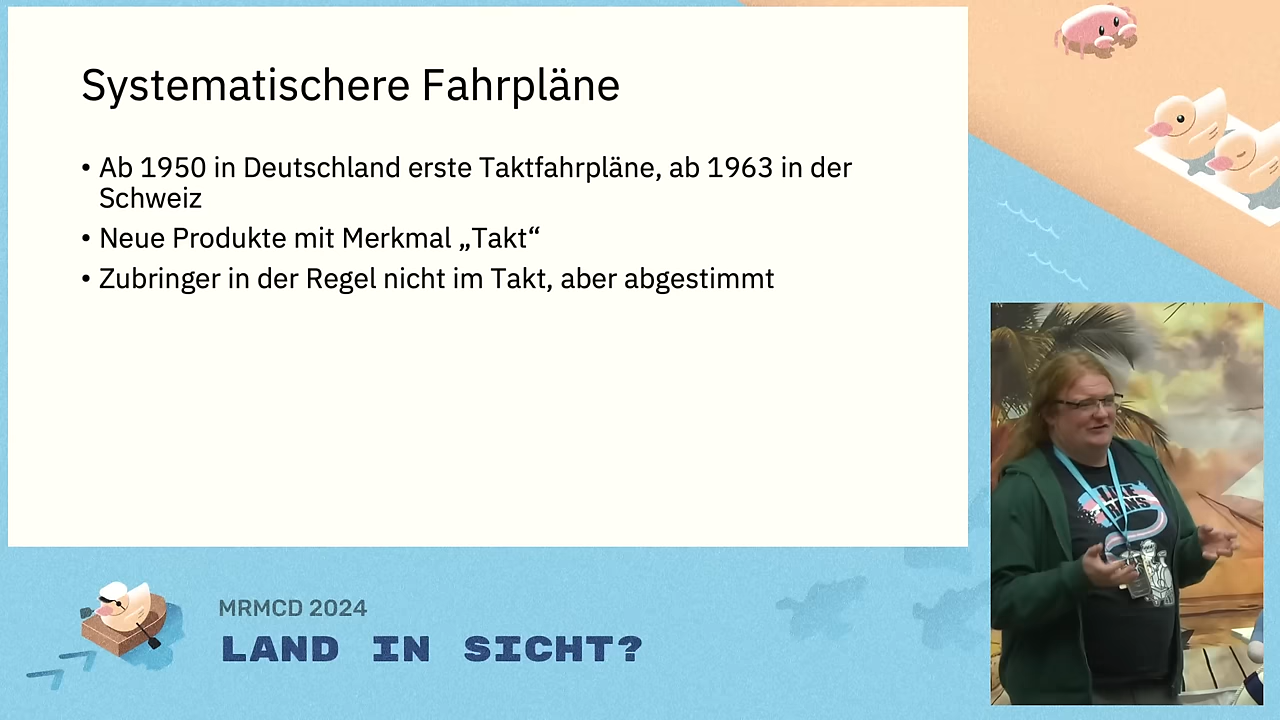 Systematischere Fahrpläne
• Ab 1950 in Deutschland erste Taktfahrpläne, ab 1963 in der
Schweiz
• Neue Produkte mit Merkmal „Takt“
• Zubringer in der Regel nicht im Takt, aber abgestimmt
MRMCD 2024
LAND IN SICHT?